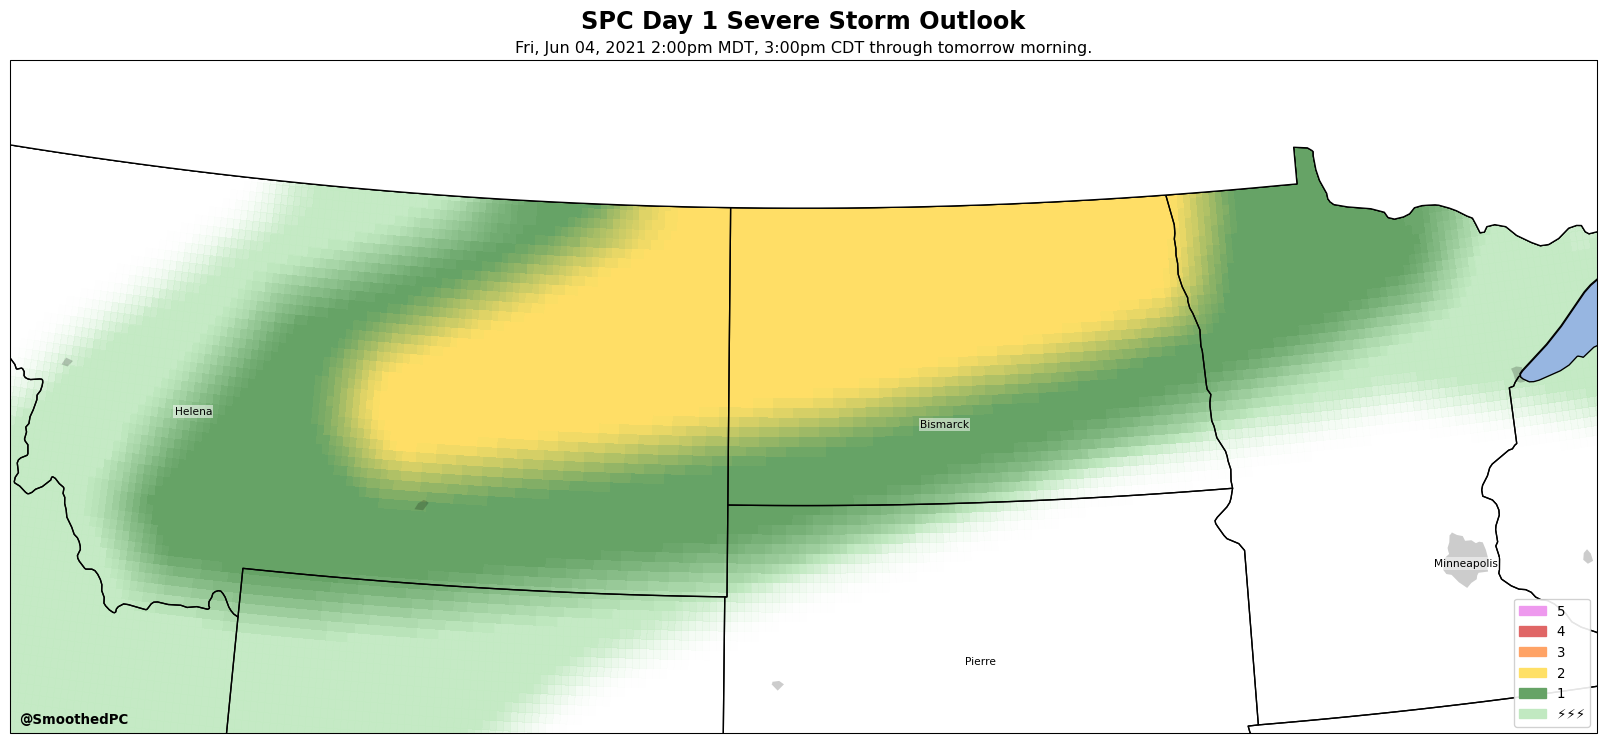 SPC Day 1 Severe Storm Outlook
Fri, Jun 04, 2021 2:00pm MDT, 3:00pm CDT through tomorrow morning.
Helena
Bismarck
Minneapolis
Pierre
5
4
3
2
1
⚡⚡⚡
@SmoothedPC